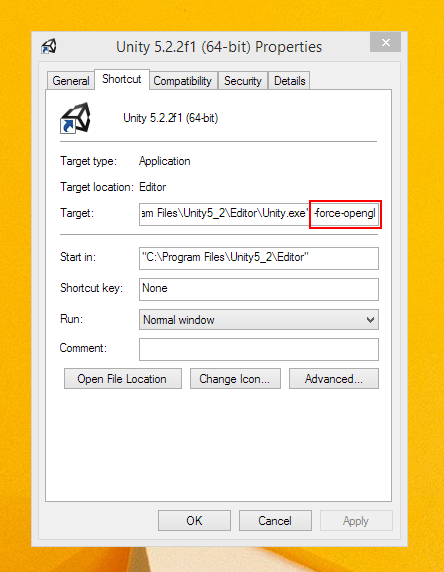 Unity 5.2.2f1 (64-bit) Properties
General Shortcut Compatibility Security Details
Unity 5.2.2f1 (64-bit)
Target type: Application
Target location: Editor
Target: am Files\Unity5_2\Editor\Unity.exe" -force-opengl
Start in: "C:\Program Files\Unity5_2\Editor"
Shortcut key: None
Run: Normal window
Comment:
Open File Location Change Icon... Advanced...
OK Cancel Apply